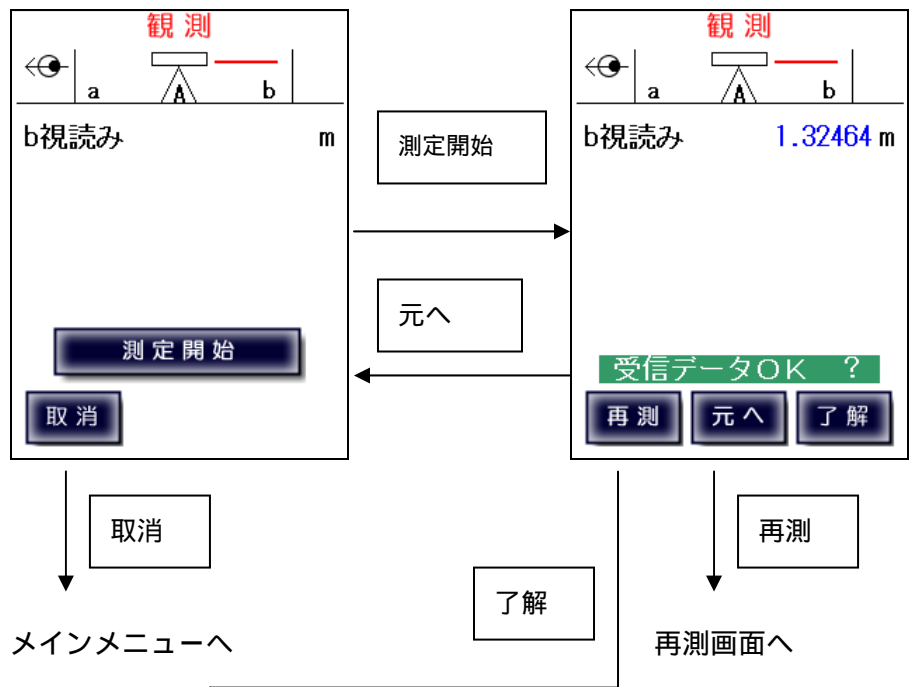 観 測
a A b
b視読み m
測定開始
取消
測定開始
元へ
観 測
a A b
b視読み 1.32464 m
受信データOK ?
再測 元へ 了解
取消
再測
了解
メインメニューへ
再測画面へ